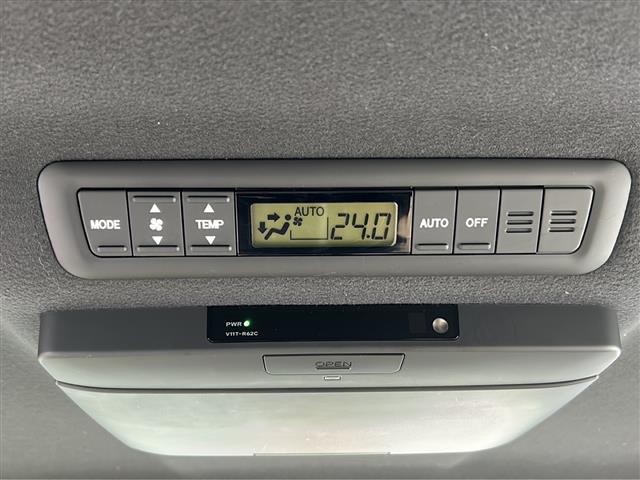 MODE TEMP AUTO 24.0 AUTO OFF
PWR
V11T-R62C
OPEN